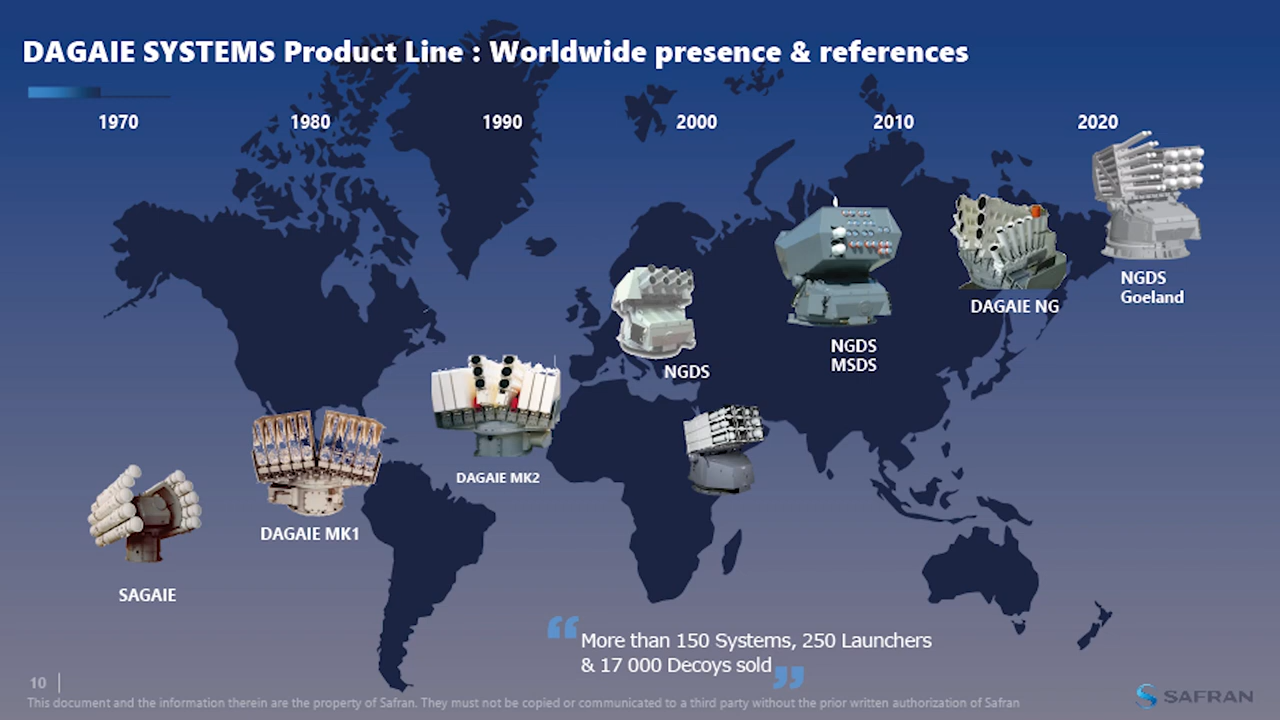 DAGAIE SYSTEMS Product Line : Worldwide presence & references
1970
1980
1990
2000
2010
2020
SAGAIE
DAGAIE MK1
DAGAIE MK2
NGDS
NGDS
MSDS
DAGAIE NG
NGDS
Goeland
“
More than 150 Systems, 250 Launchers
& 17 000 Decoys sold
”
10
This document and the information therein are the property of Safran. They must not be copied or communicated to a third party without the prior written authorization of Safran
SAFRAN